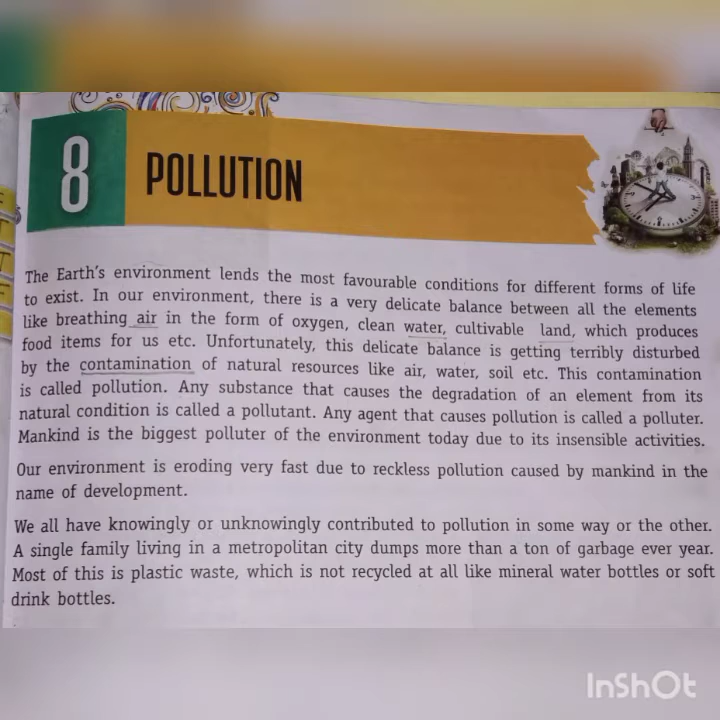 8 POLLUTION
The Earth's environment lends the most favourable conditions for different forms of life
to exist. In our environment, there is a very delicate balance between all the elements
like breathing air in the form of oxygen, clean water, cultivable land, which produces
food items for us etc. Unfortunately, this delicate balance is getting terribly disturbed
by the contamination of natural resources like air, water, soil etc. This contamination
is called pollution. Any substance that causes the degradation of an element from its
natural condition is called a pollutant. Any agent that causes pollution is called a polluter.
Mankind is the biggest polluter of the environment today due to its insensible activities.
Our environment is eroding very fast due to reckless pollution caused by mankind in the
name of development.
We all have knowingly or unknowingly contributed to pollution in some way or the other.
A single family living in a metropolitan city dumps more than a ton of garbage ever year.
Most of this is plastic waste, which is not recycled at all like mineral water bottles or soft
drink bottles.
InShOt